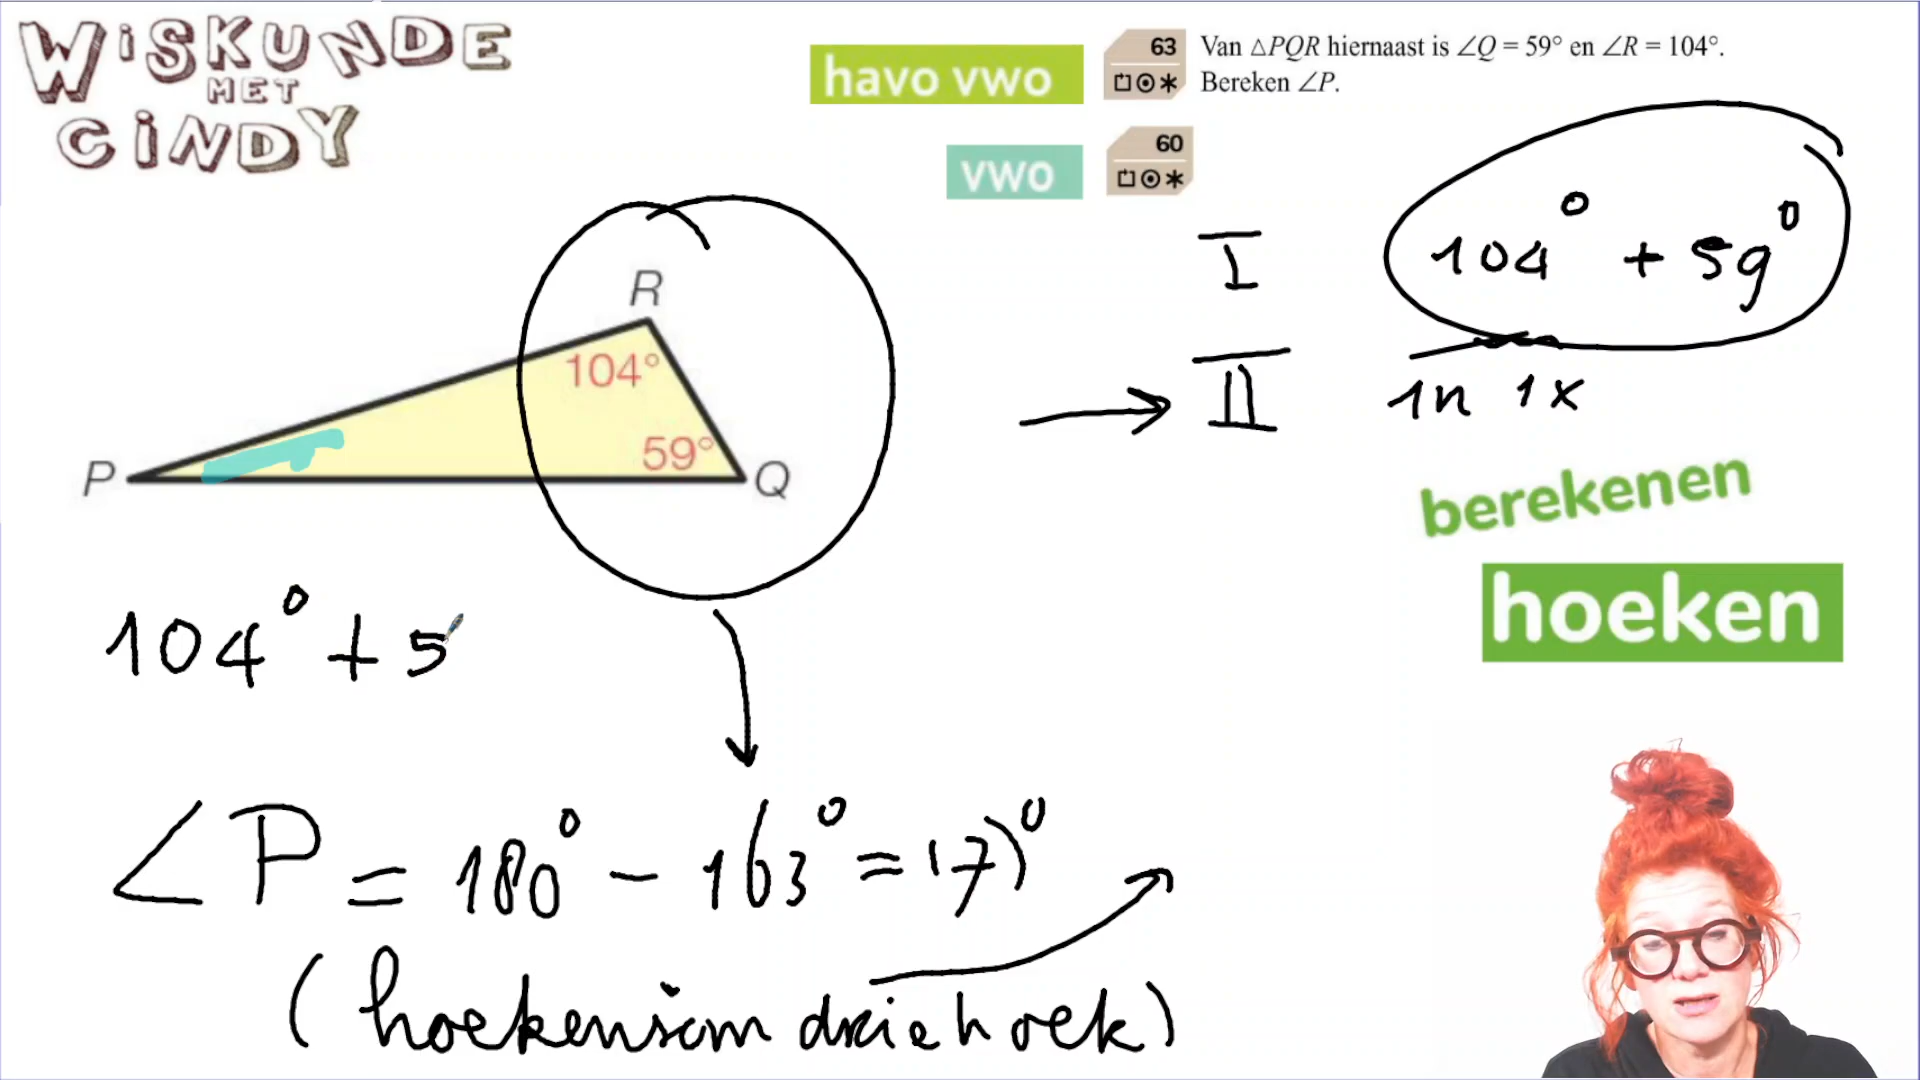 WISKUNDE
MET
CINDY
havo vwo
63
Van △PQR hiernaast is ∠Q = 59° en ∠R = 104°.
Bereken ∠P.
vwo
60
R
104°
59°
P
Q
I 104° + 59°
II 1n 1x
berekenen
hoeken
104° + 5
∠P = 180° - 163° = 17°
(hoekensom driehoek)